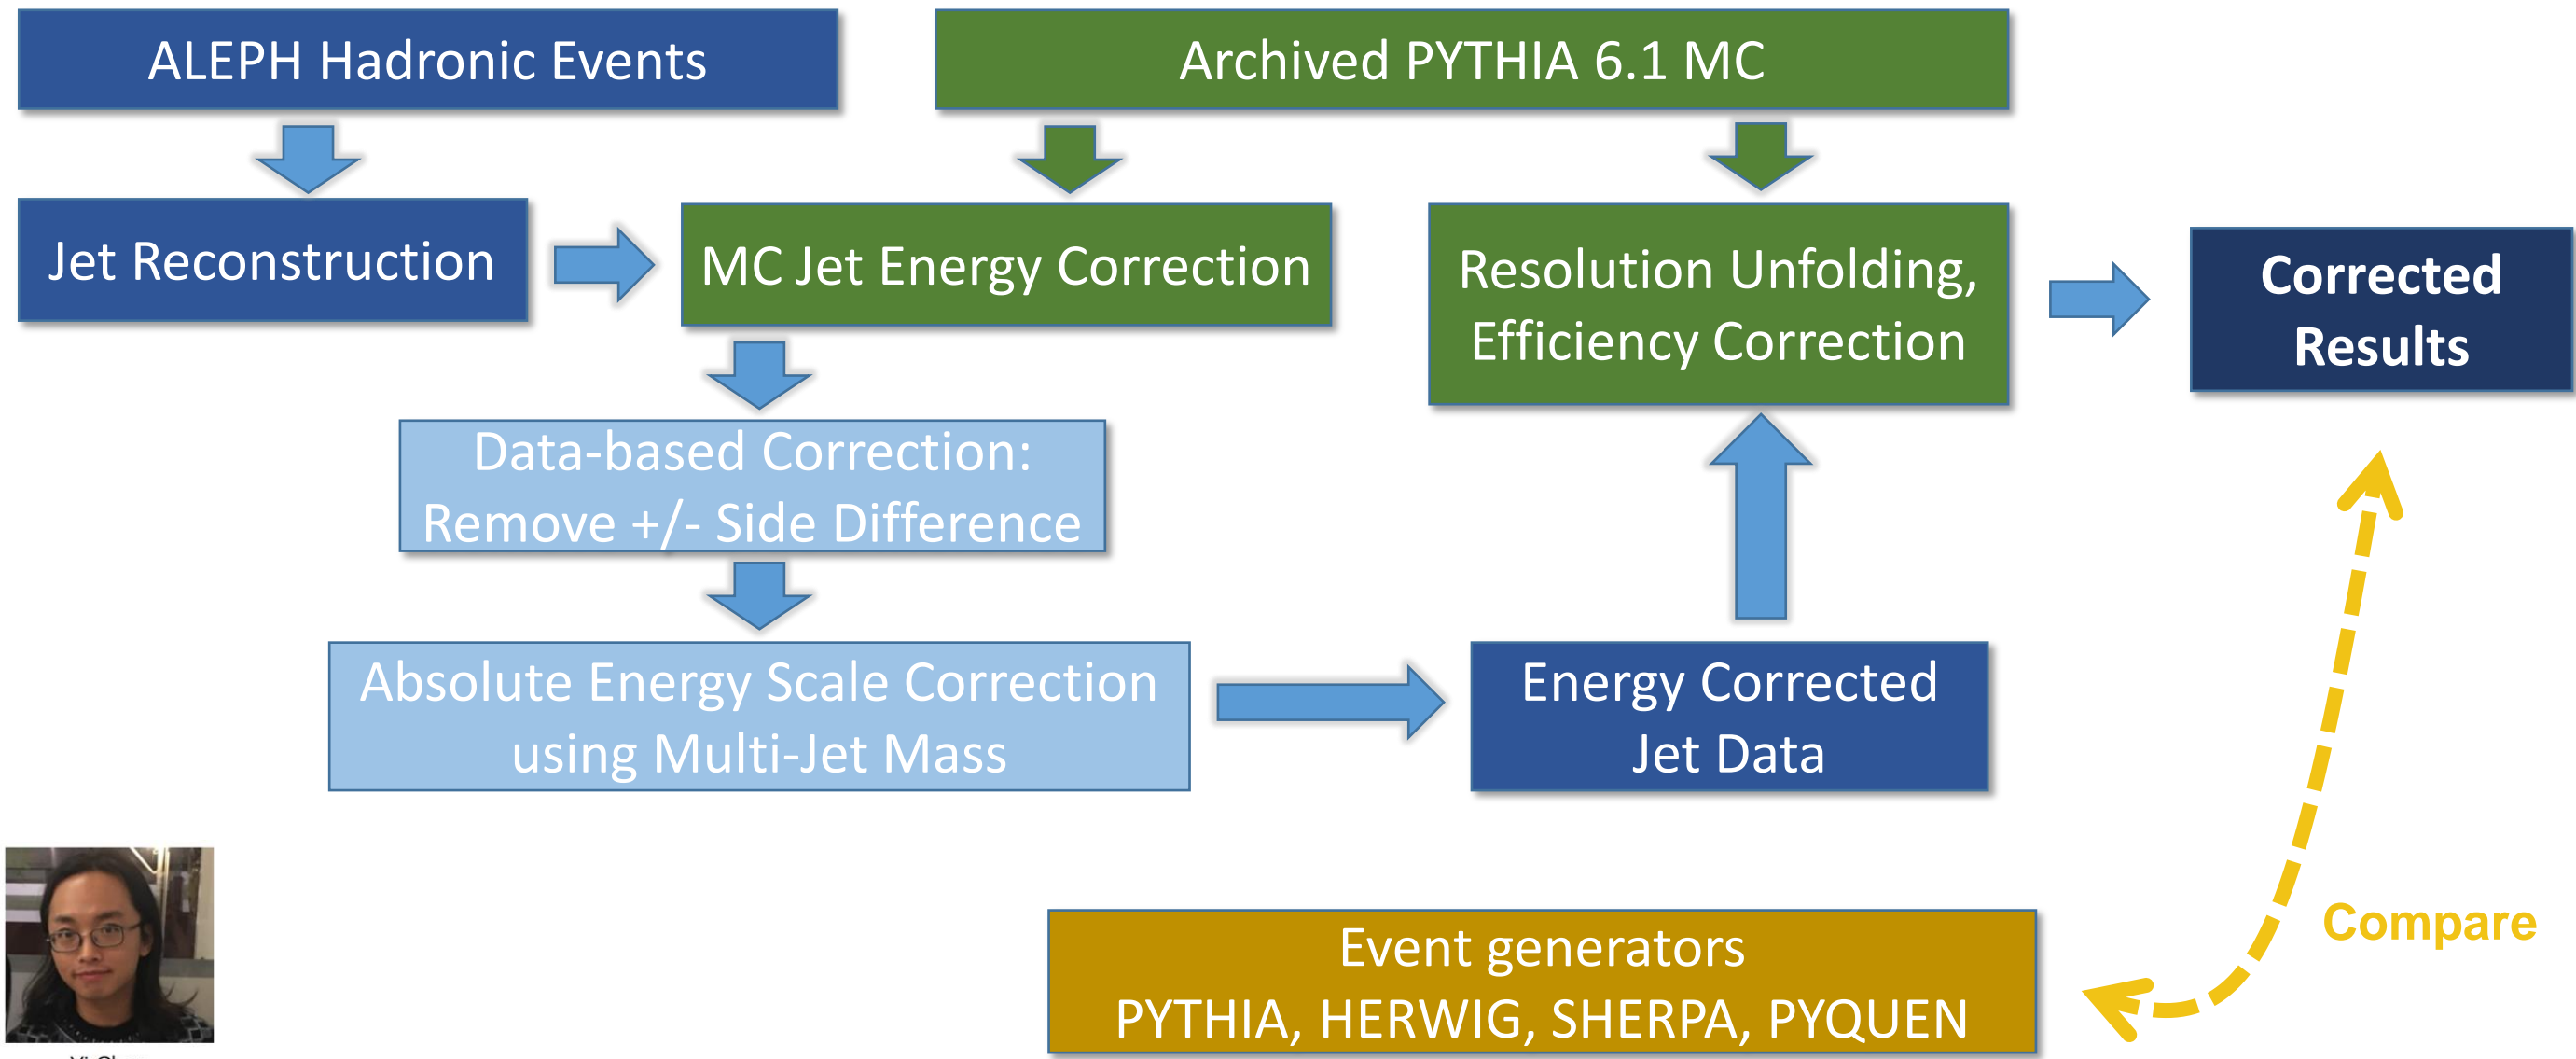 ALEPH Hadronic Events
Archived PYTHIA 6.1 MC
Jet Reconstruction
MC Jet Energy Correction
Resolution Unfolding,
Efficiency Correction
Corrected
Results
Data-based Correction:
Remove +/- Side Difference
Absolute Energy Scale Correction
using Multi-Jet Mass
Energy Corrected
Jet Data
Compare
Event generators
PYTHIA, HERWIG, SHERPA, PYQUEN